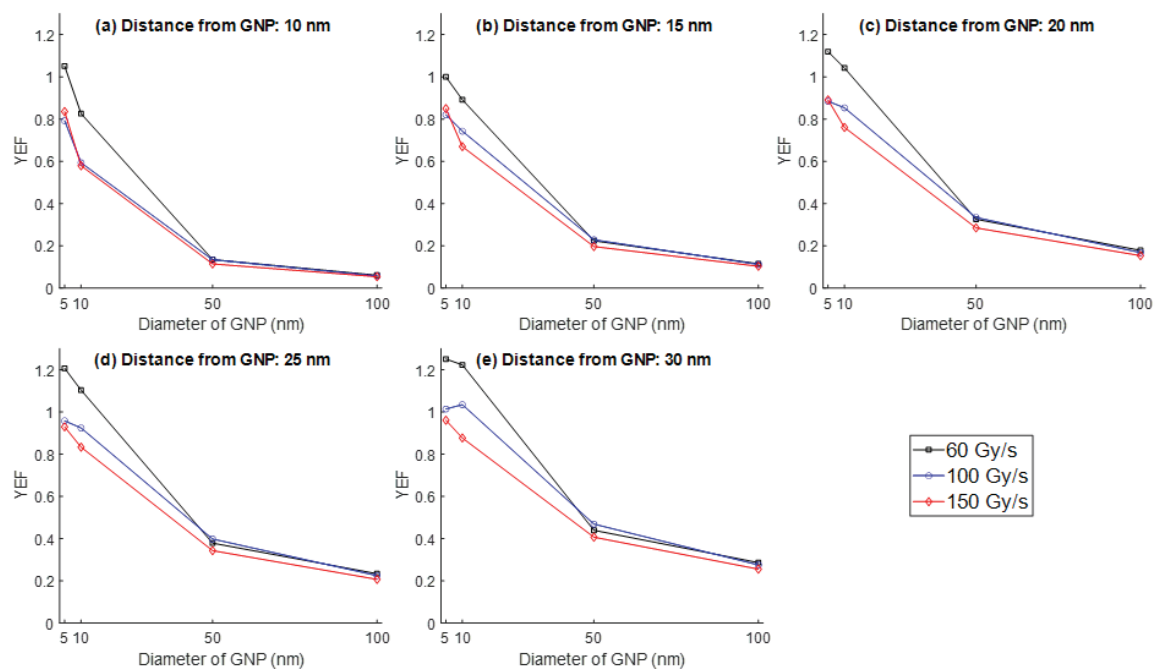 (a) Distance from GNP: 10 nm
1.2
1
0.8
0.6
0.4
0.2
0
YEF
5 10 50 100
Diameter of GNP (nm)
(b) Distance from GNP: 15 nm
1.2
1
0.8
0.6
0.4
0.2
0
YEF
5 10 50 100
Diameter of GNP (nm)
(c) Distance from GNP: 20 nm
1.2
1
0.8
0.6
0.4
0.2
0
YEF
5 10 50 100
Diameter of GNP (nm)
(d) Distance from GNP: 25 nm
1.2
1
0.8
0.6
0.4
0.2
0
YEF
5 10 50 100
Diameter of GNP (nm)
(e) Distance from GNP: 30 nm
1.2
1
0.8
0.6
0.4
0.2
0
YEF
5 10 50 100
Diameter of GNP (nm)
60 Gy/s
100 Gy/s
150 Gy/s